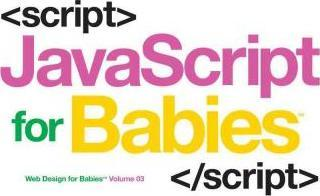 <script>
JavaScript
for Babies™
Web Design for Babies™ Volume 03
</script>